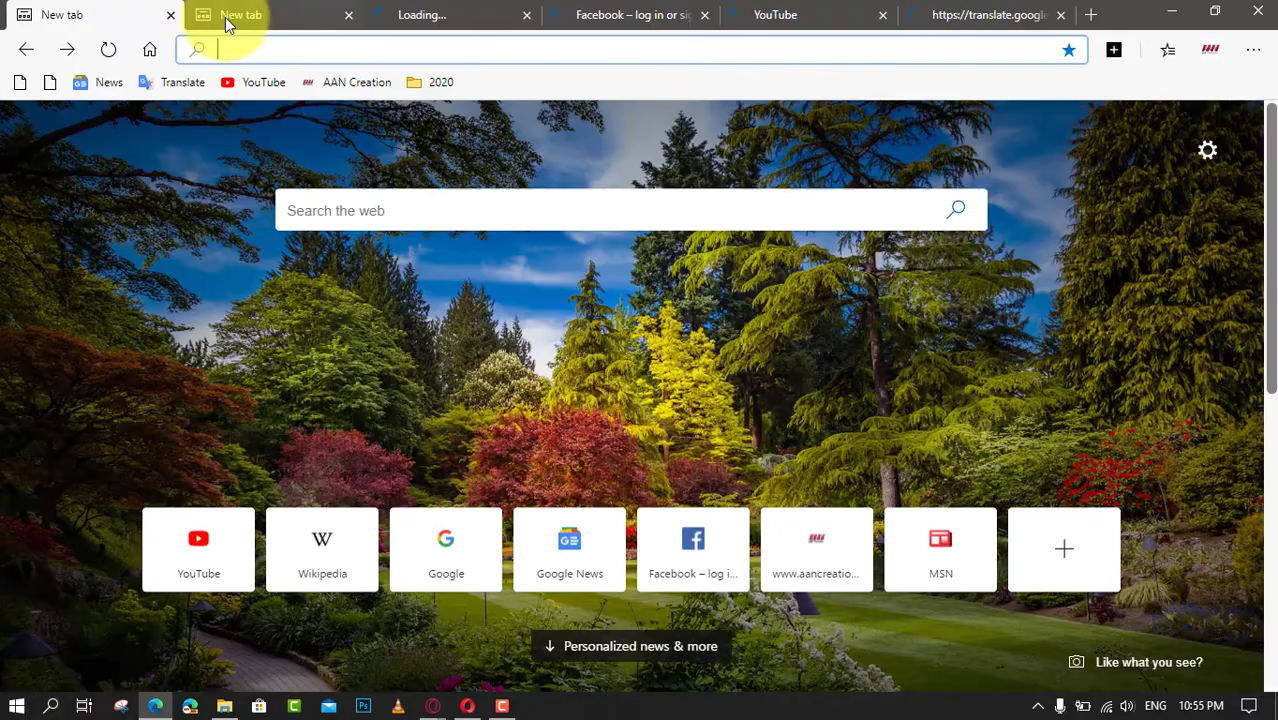 New tab
New tab
Loading...
Facebook – log in or sig
YouTube
https://translate.google
News
Translate
YouTube
AAN Creation
2020
Search the web
YouTube
Wikipedia
Google
Google News
Facebook – log i...
www.aancreatio...
MSN
Personalized news & more
Like what you see?
ENG
10:55 PM